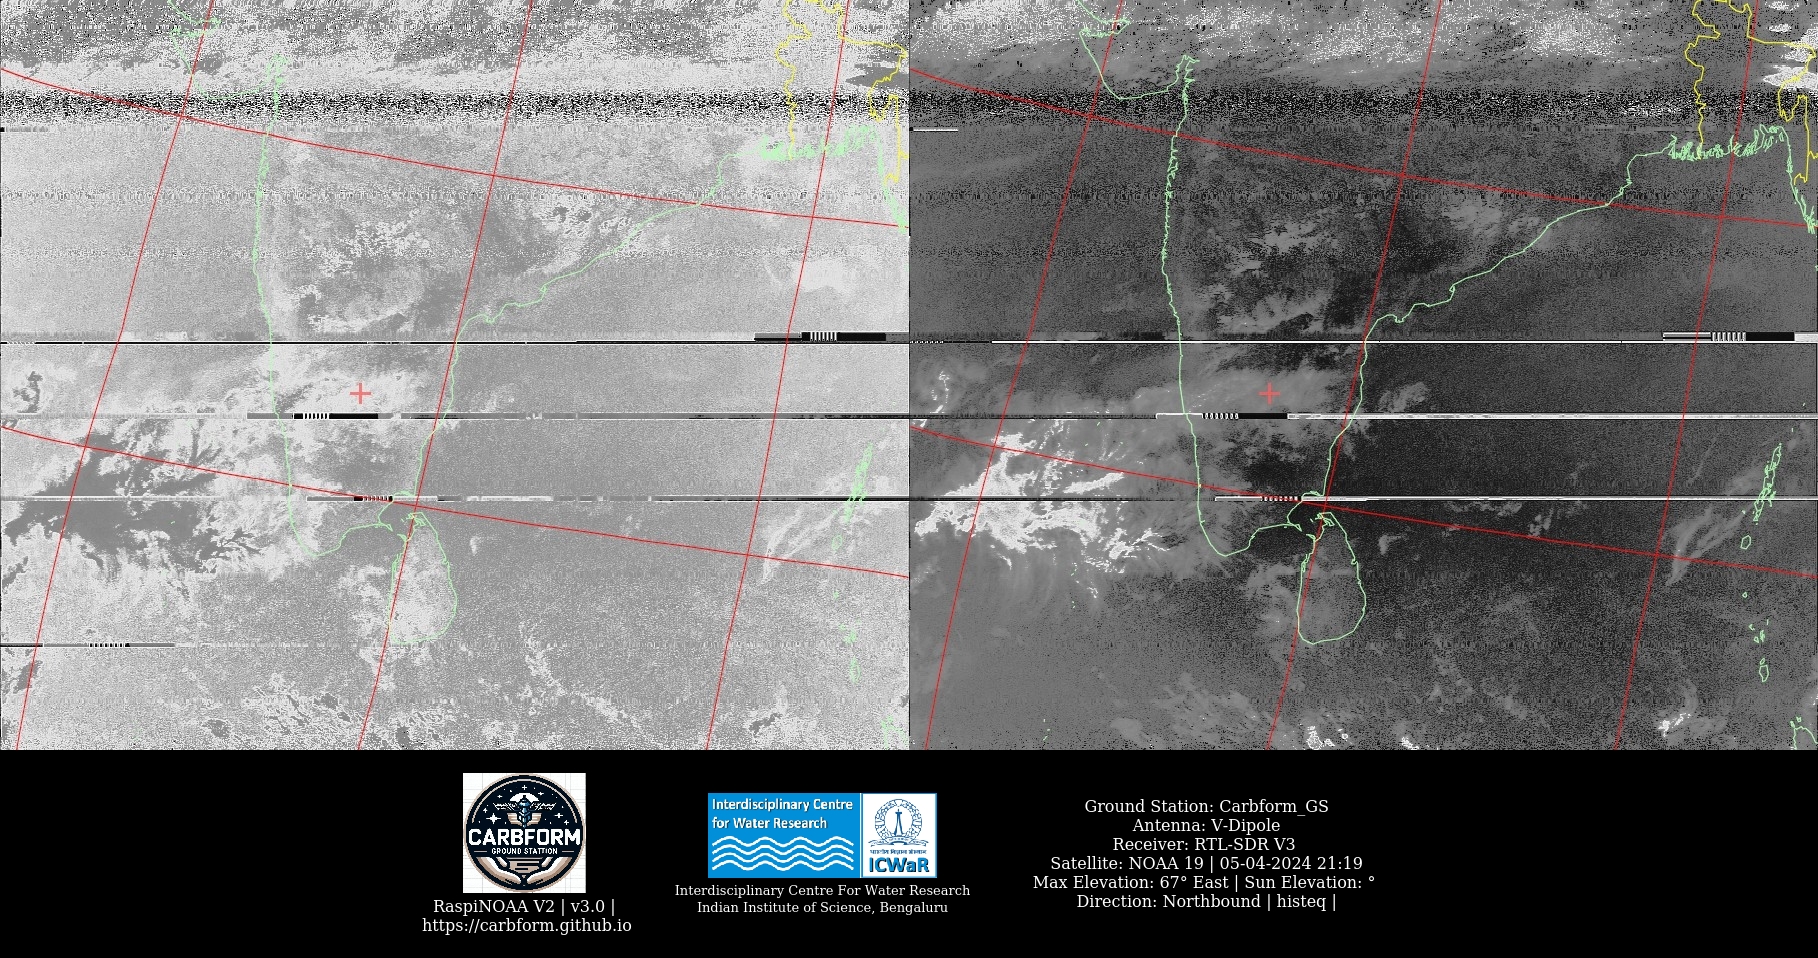 CARBFORM
GROUND STATTION
RaspiNOAA V2 | v3.0 |
https://carbform.github.io
Interdisciplinary Centre
for Water Research
भारतीय विज्ञान संस्थान
ICWaR
Interdisciplinary Centre For Water Research
Indian Institute of Science, Bengaluru
Ground Station: Carbform_GS
Antenna: V-Dipole
Receiver: RTL-SDR V3
Satellite: NOAA 19 | 05-04-2024 21:19
Max Elevation: 67° East | Sun Elevation: °
Direction: Northbound | histeq |